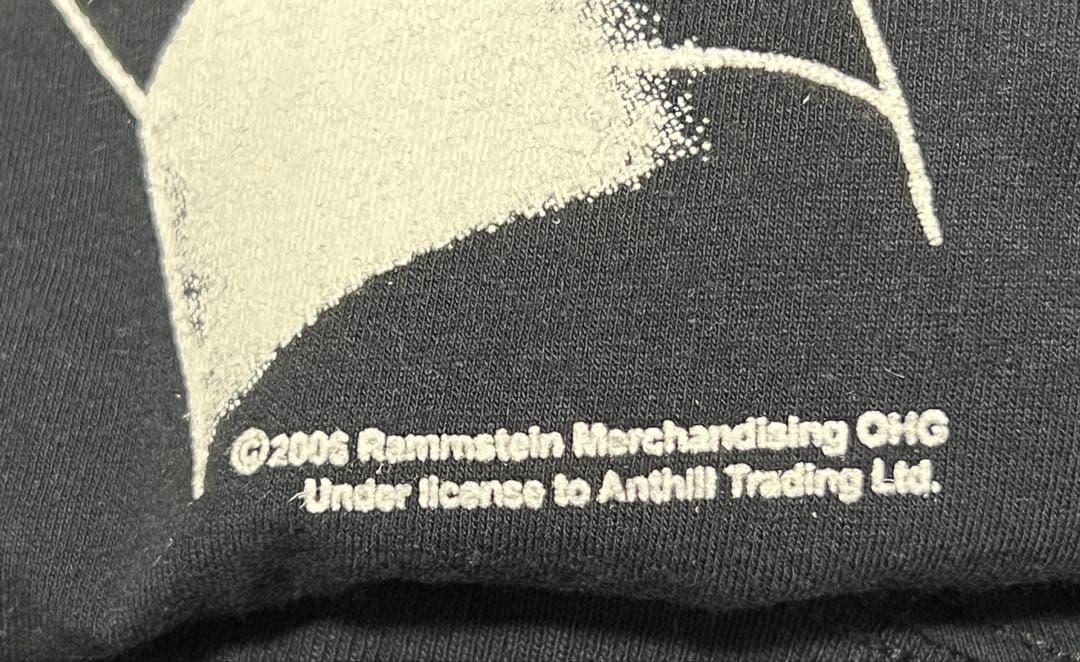 ©2006 Rammstein Merchandising OHG
Under license to Anthill Trading Ltd.